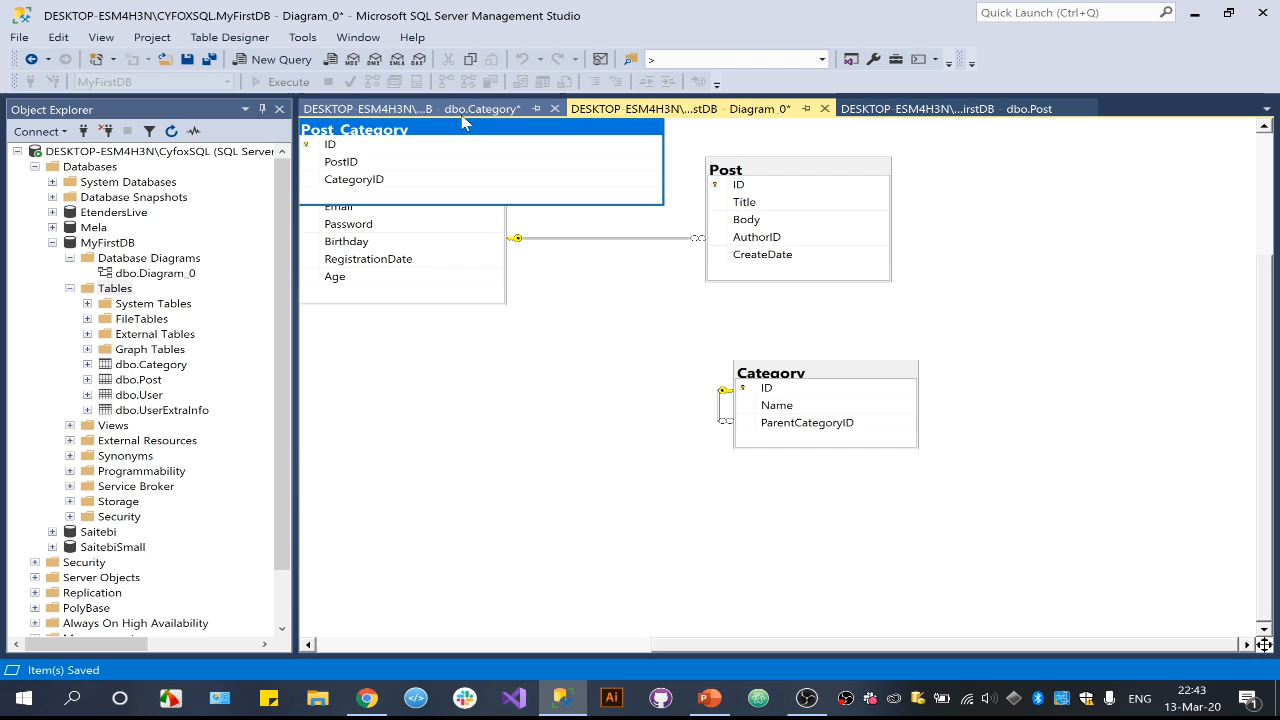 DESKTOP-ESM4H3N\CYFOXSQL.MyFirstDB - Diagram_0* - Microsoft SQL Server Management Studio
Quick Launch (Ctrl+Q)
File Edit View Project Table Designer Tools Window Help
New Query MDX DMX XMLA DAX >
MyFirstDB Execute
Object Explorer
DESKTOP-ESM4H3N\...B - dbo.Category* DESKTOP-ESM4H3N\...stDB - Diagram_0* DESKTOP-ESM4H3N\...irstDB - dbo.Post
Connect
DESKTOP-ESM4H3N\CYFOXSQL (SQL Server
Databases
System Databases
Database Snapshots
EtendersLive
Mela
MyFirstDB
Database Diagrams
dbo.Diagram_0
Tables
System Tables
FileTables
External Tables
Graph Tables
dbo.Category
dbo.Post
dbo.User
dbo.UserExtraInfo
Views
External Resources
Synonyms
Programmability
Service Broker
Storage
Security
Saitebi
SaitebiSmall
Security
Server Objects
Replication
PolyBase
Always On High Availability
Post_Category
ID
PostID
CategoryID
Email
Password
Birthday
RegistrationDate
Age
Post
ID
Title
Body
AuthorID
CreateDate
Category
ID
Name
ParentCategoryID
Item(s) Saved
Ai
ENG
22:43
13-Mar-20
1